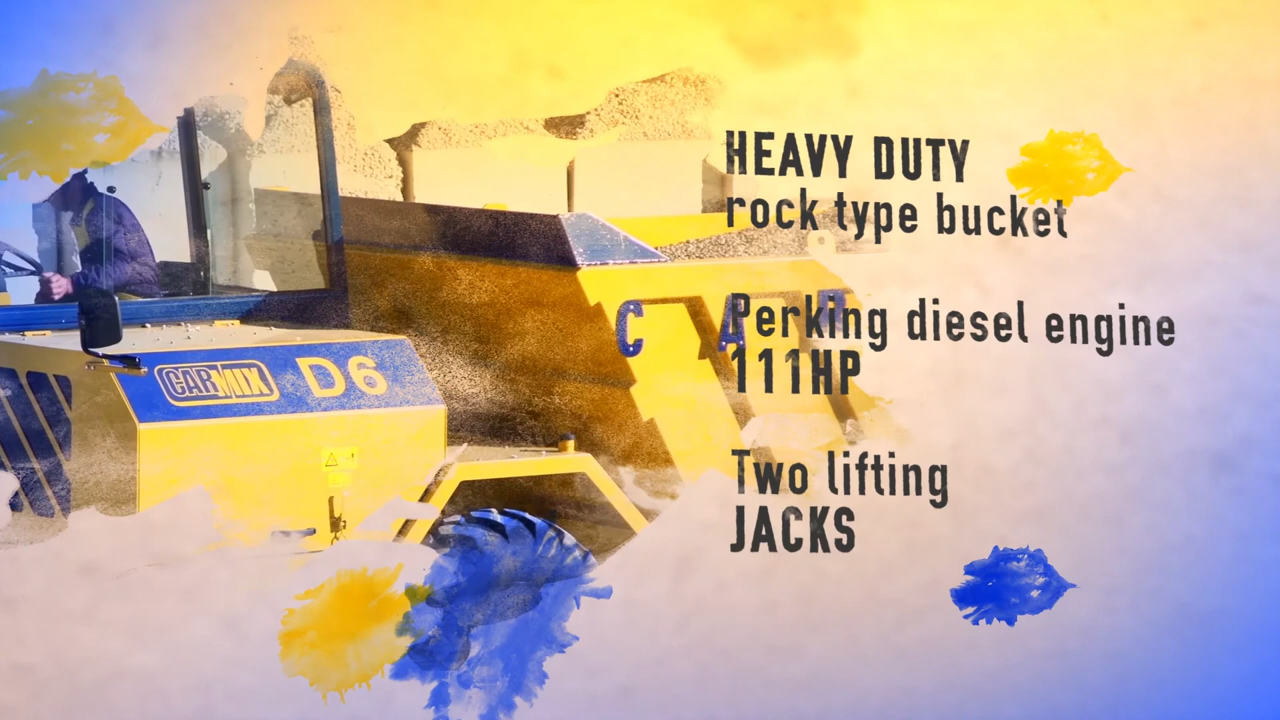 HEAVY DUTY
rock type bucket
Perking diesel engine
111HP
Two lifting
JACKS
CARMIX D6